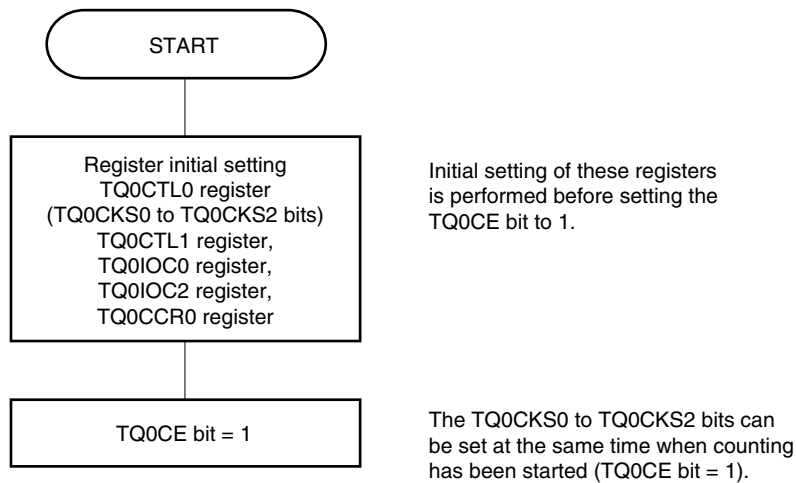 START
Register initial setting
TQ0CTL0 register
(TQ0CKS0 to TQ0CKS2 bits)
TQ0CTL1 register,
TQ0IOC0 register,
TQ0IOC2 register,
TQ0CCR0 register
Initial setting of these registers
is performed before setting the
TQ0CE bit to 1.
TQ0CE bit = 1
The TQ0CKS0 to TQ0CKS2 bits can
be set at the same time when counting
has been started (TQ0CE bit = 1).